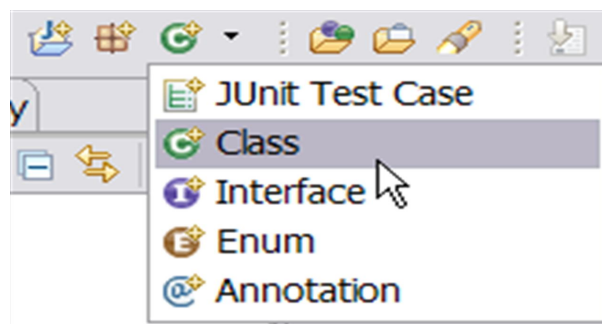 JUnit Test Case
y
Class
Interface
Enum
Annotation